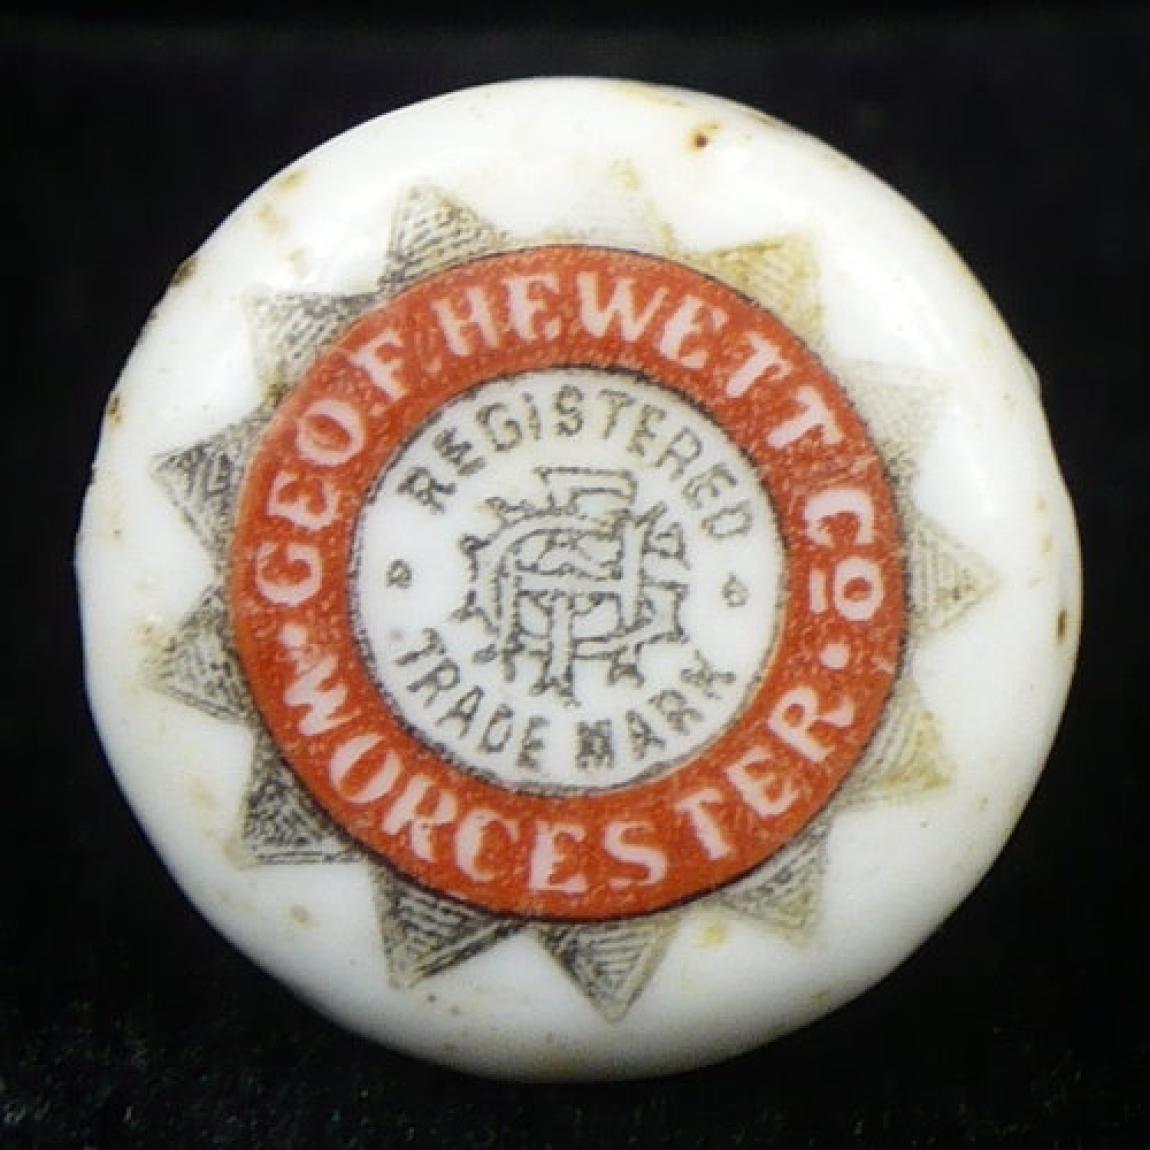 GEO F. HEWETT Co
WORCESTER
REGISTERED
TRADE MARK